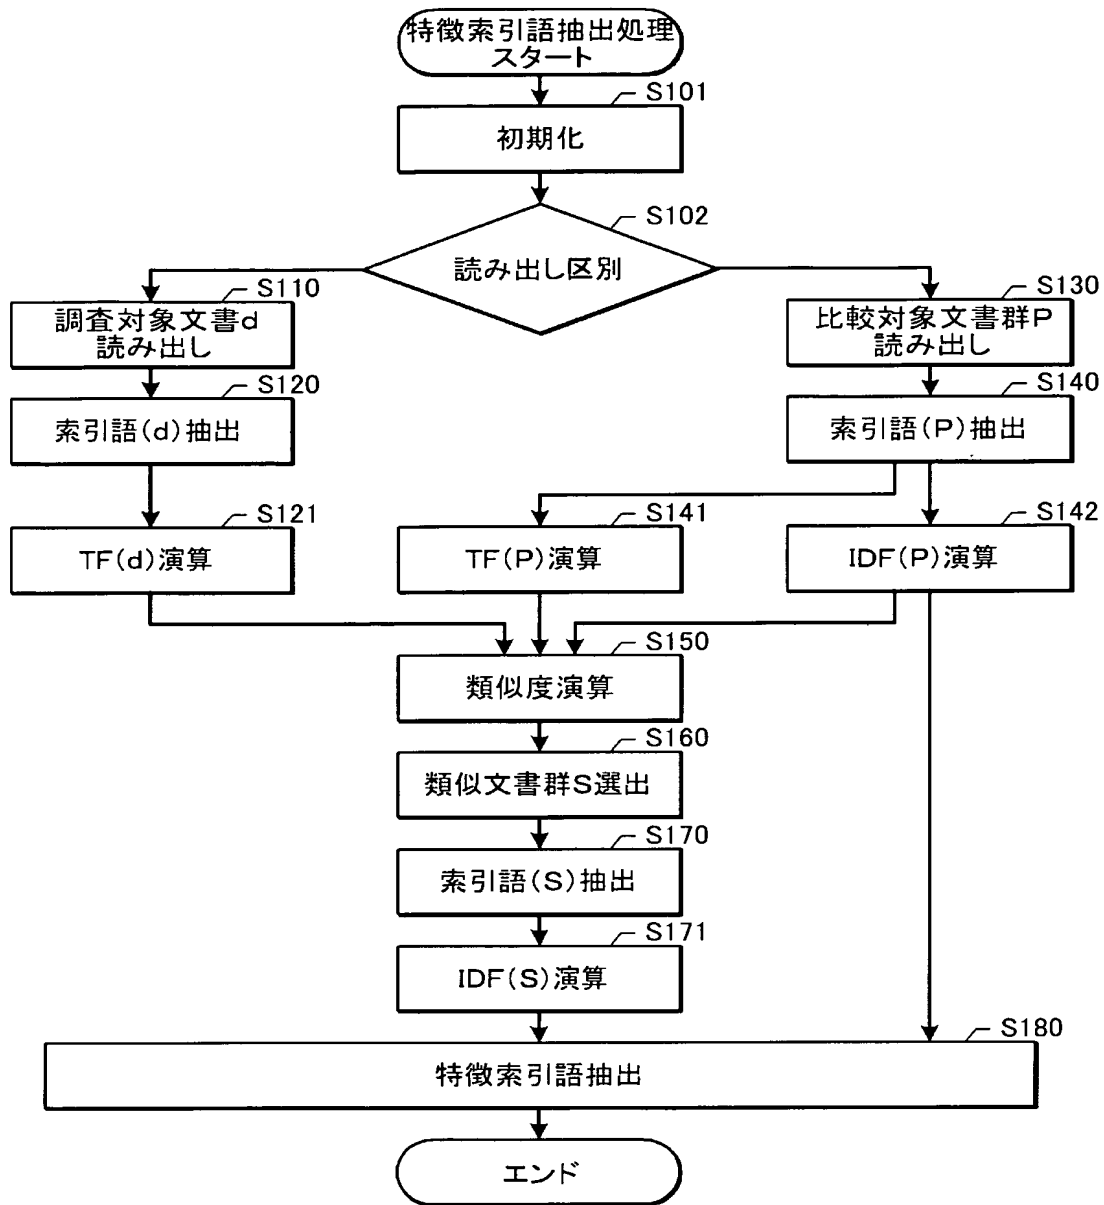 特徴索引語抽出処理
スタート
S101
初期化
S102
読み出し区別
S110
調査対象文書d
読み出し
S130
比較対象文書群P
読み出し
S120
索引語(d)抽出
S140
索引語(P)抽出
S121
TF(d)演算
S141
TF(P)演算
S142
IDF(P)演算
S150
類似度演算
S160
類似文書群S選出
S170
索引語(S)抽出
S171
IDF(S)演算
S180
特徴索引語抽出
エンド